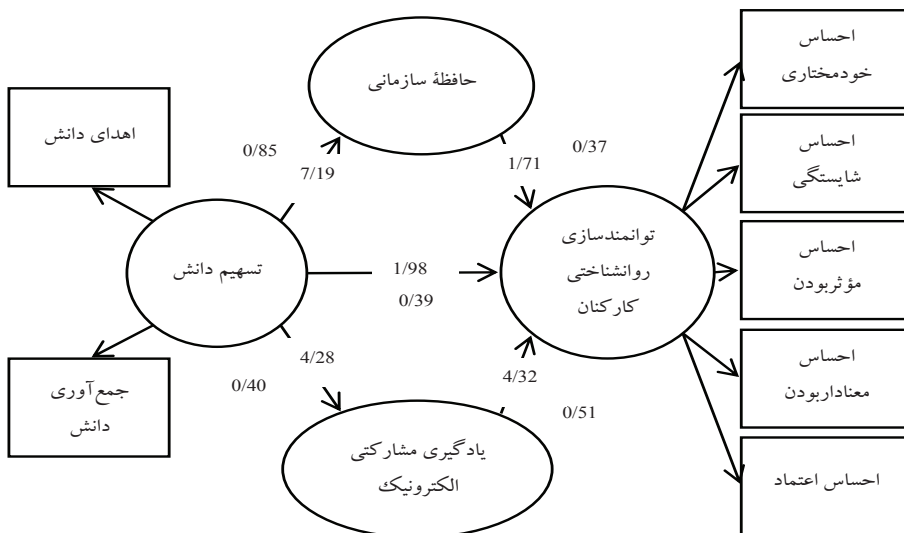 احساس
خودمختاری
حافظهٔ سازمانی
اهدای دانش
0/85
7/19
1/71
0/37
احساس
شایستگی
توانمندسازی
روانشناختی
کارکنان
تسهیم دانش
1/98
0/39
احساس
مؤثربودن
جمع‌آوری
دانش
4/28
0/40
4/32
0/51
احساس
معناداربودن
یادگیری مشارکتی
الکترونیک
احساس اعتماد